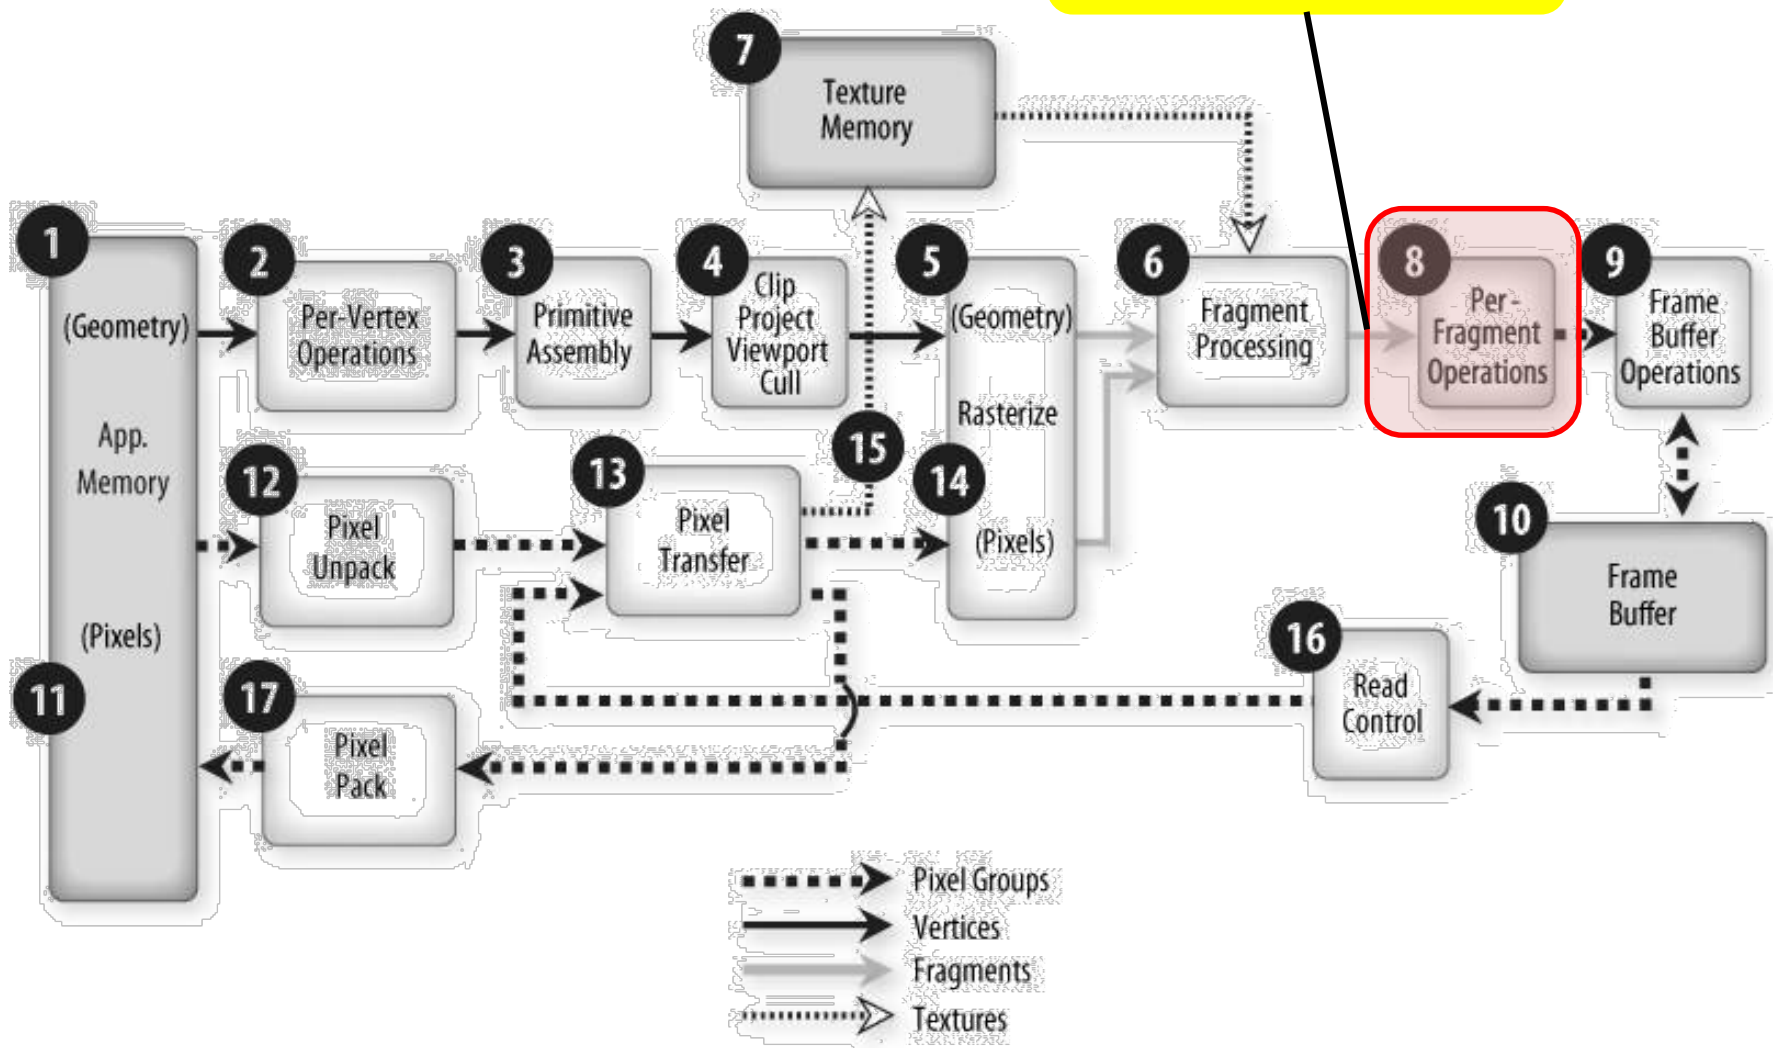 7
Texture
Memory
1
(Geometry)
App.
Memory
(Pixels)
11
2
Per-Vertex
Operations
3
Primitive
Assembly
4
Clip
Project
Viewport
Cull
5
(Geometry)
Rasterize
14
(Pixels)
6
Fragment
Processing
8
Per-
Fragment
Operations
9
Frame
Buffer
Operations
12
Pixel
Unpack
13
Pixel
Transfer
15
10
Frame
Buffer
16
Read
Control
17
Pixel
Pack
Pixel Groups
Vertices
Fragments
Textures